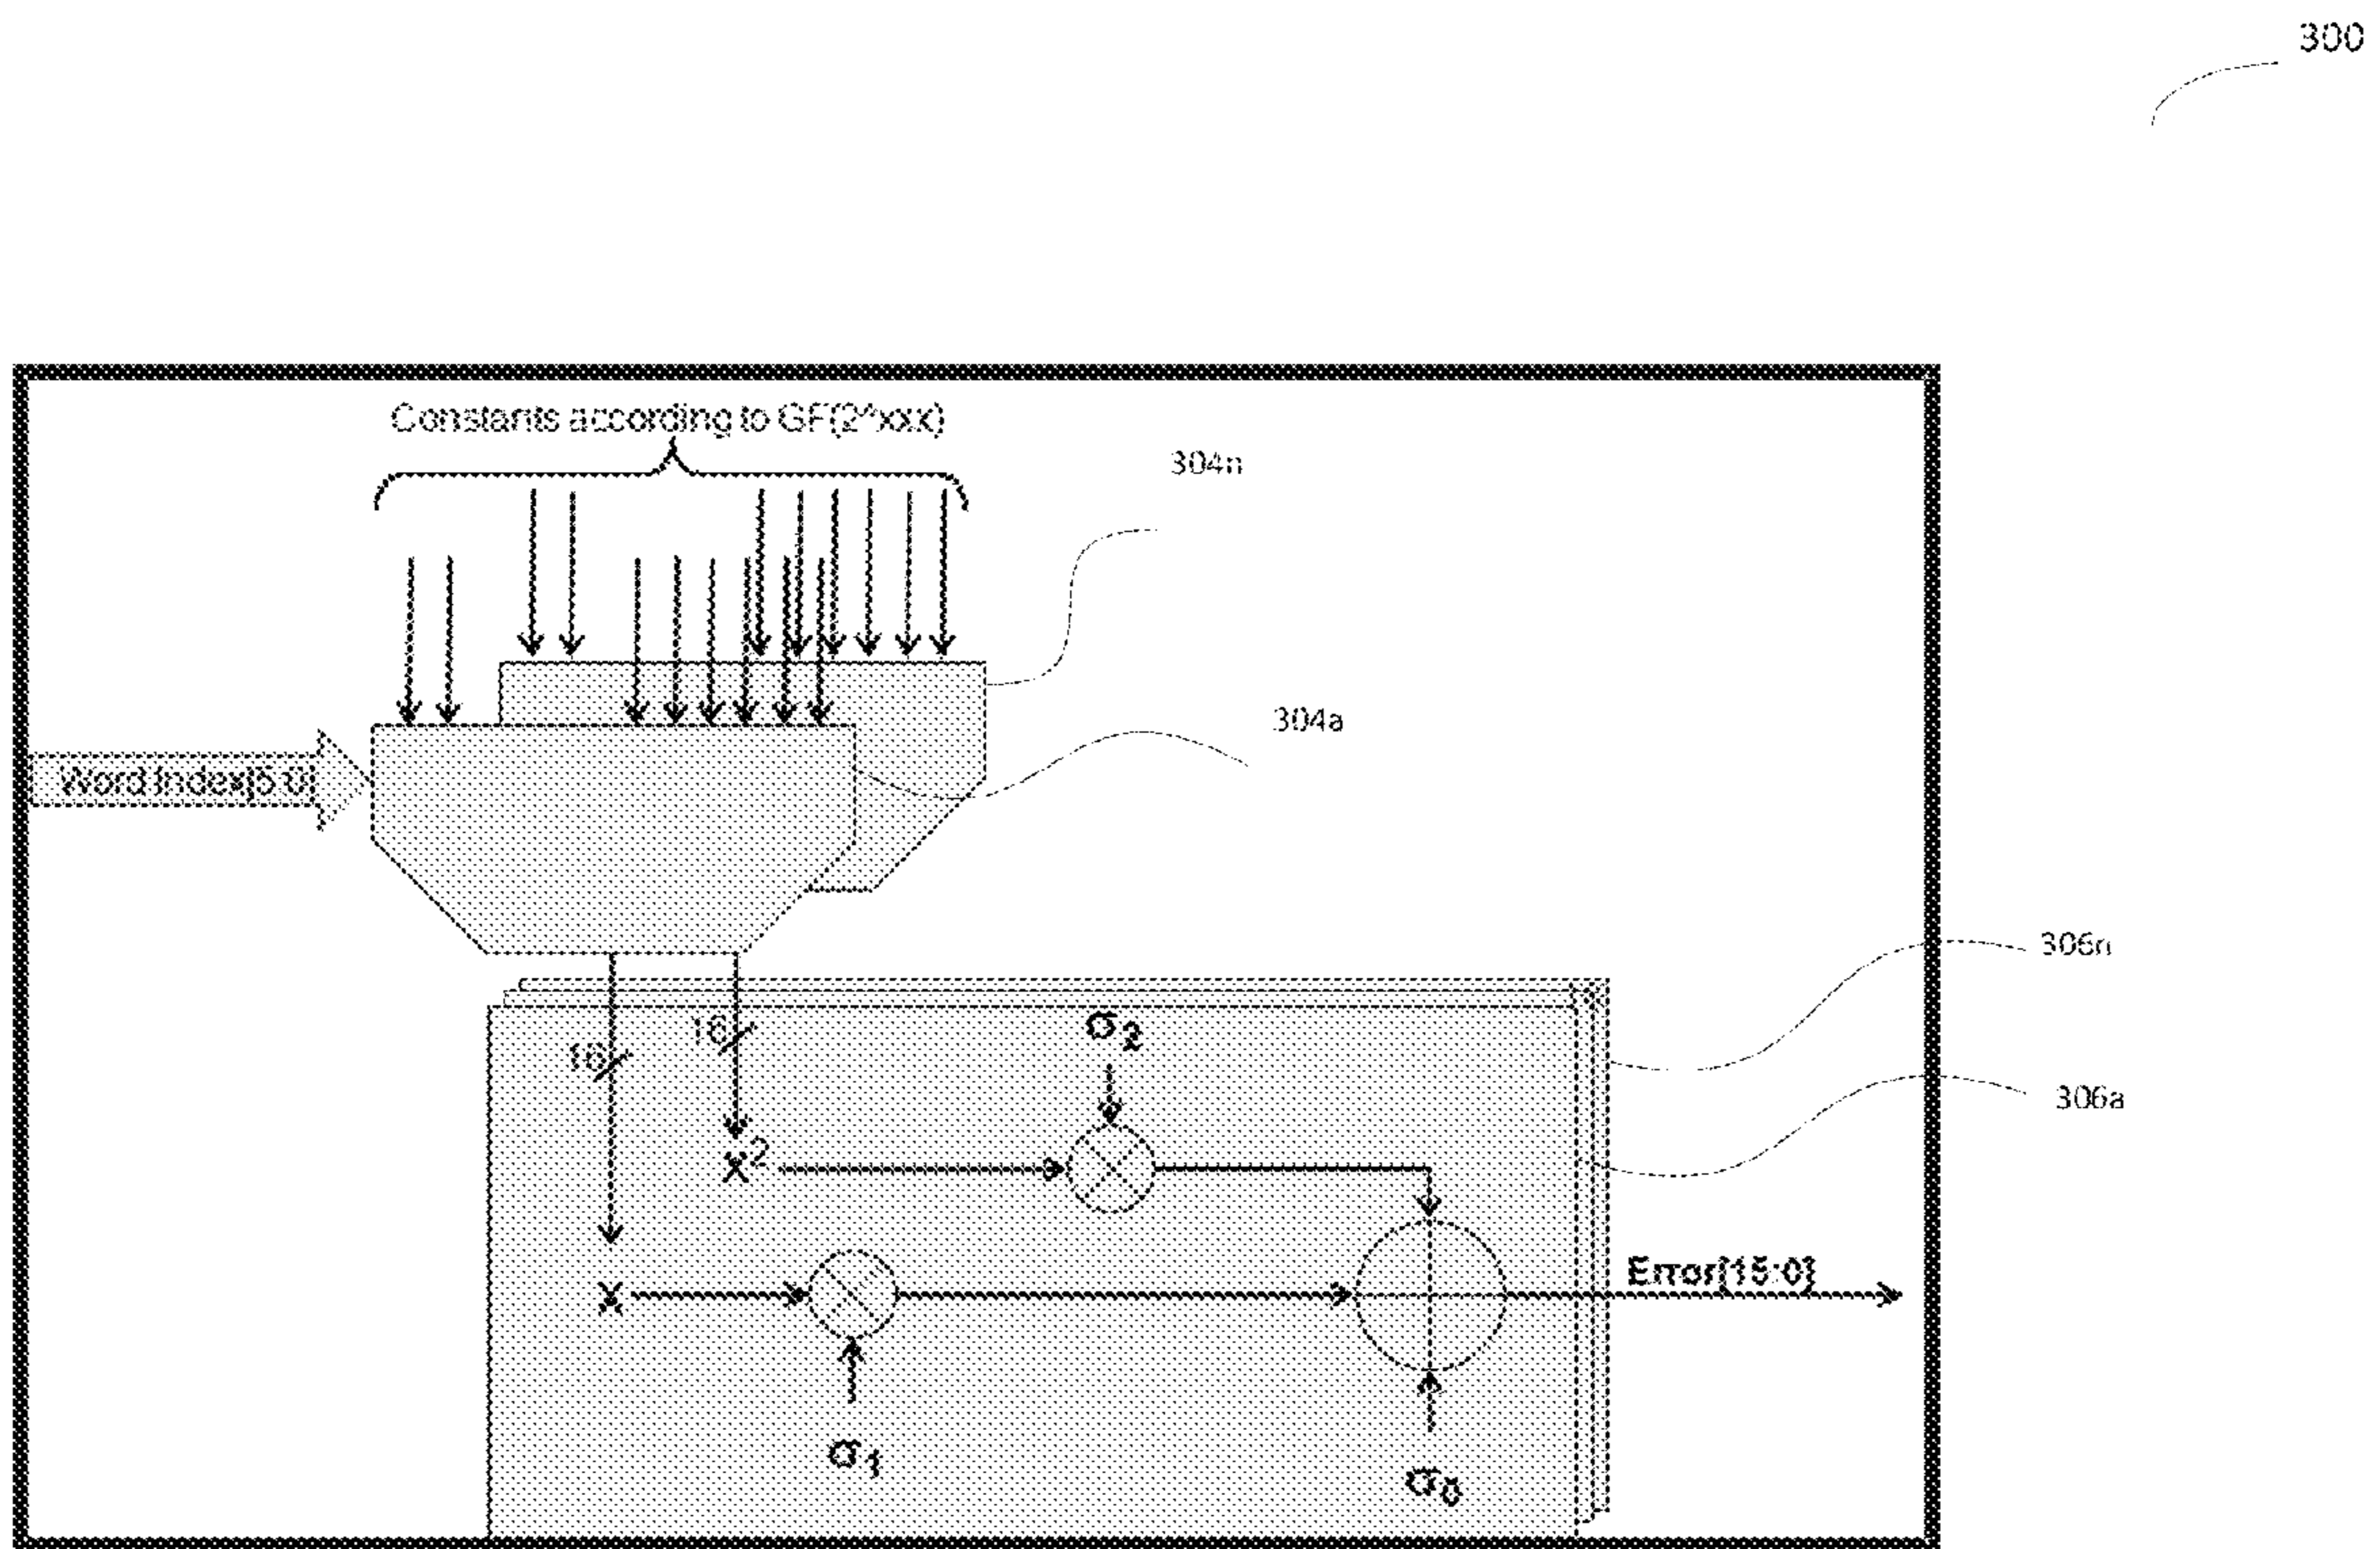 300
Constants according to GF(2^xxx)
304n
304a
Word Index[5:0]
306n
16
16
σ2
306a
x2
Error[15:0]
x
σ1
σ0